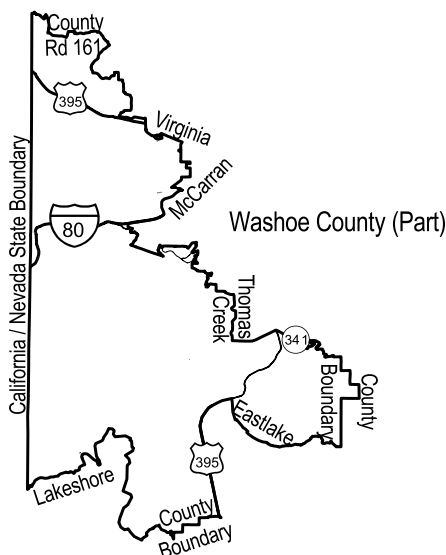 County
Rd 161
395
Virginia
McCarran
California / Nevada State Boundary
80
Washoe County (Part)
Thomas
Creek
341
County
Boundary
Eastlake
395
Lakeshore
County
Boundary